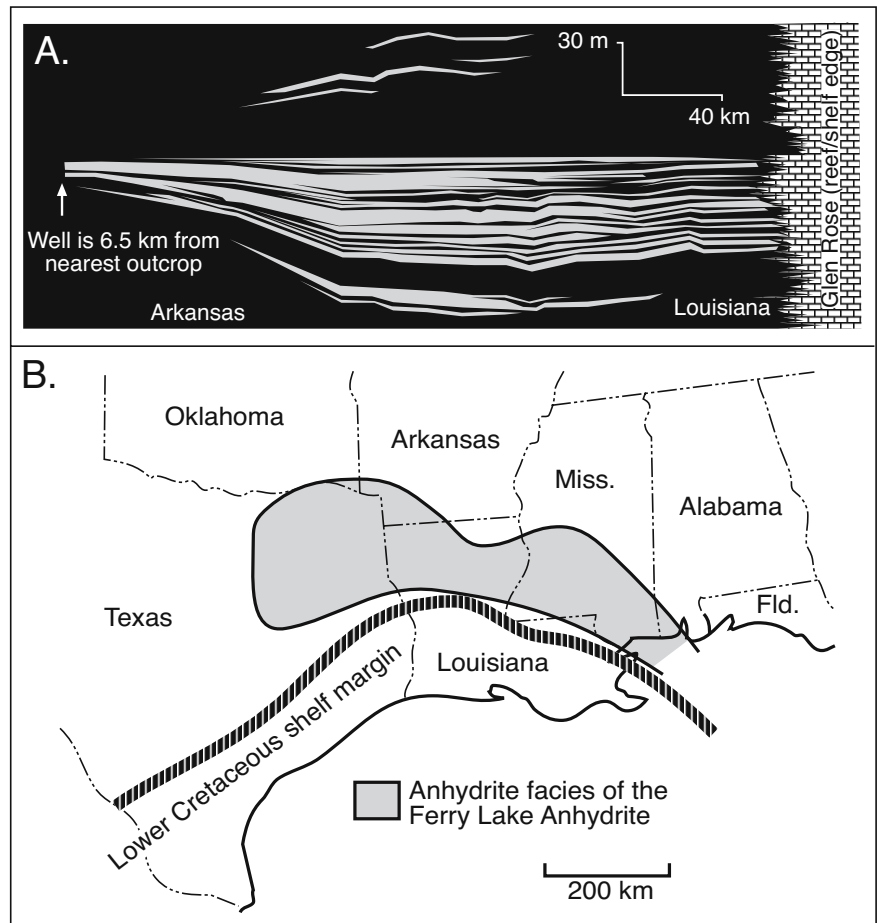 A.
30 m
40 km
Glen Rose (reef/shelf edge)
Well is 6.5 km from
nearest outcrop
Arkansas
Louisiana
B.
Oklahoma
Arkansas
Miss.
Alabama
Texas
Fld.
Louisiana
Lower Cretaceous shelf margin
Anhydrite facies of the
Ferry Lake Anhydrite
200 km